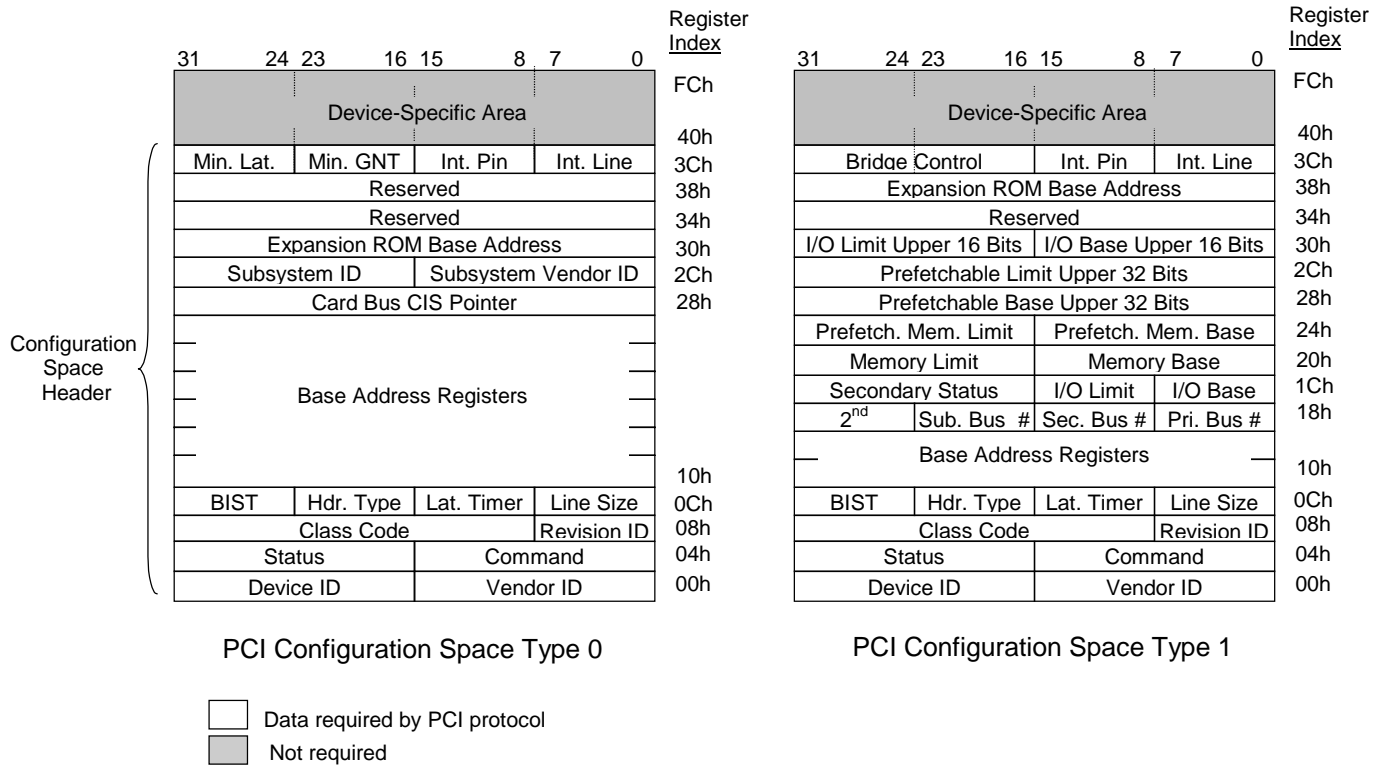 Register
Index
31 24 23 16 15 8 7 0
Device-Specific Area
FCh
40h
Min. Lat. Min. GNT Int. Pin Int. Line 3Ch
Reserved 38h
Reserved 34h
Expansion ROM Base Address 30h
Subsystem ID Subsystem Vendor ID 2Ch
Card Bus CIS Pointer 28h
Configuration
Space
Header
Base Address Registers
10h
BIST Hdr. Type Lat. Timer Line Size 0Ch
Class Code Revision ID 08h
Status Command 04h
Device ID Vendor ID 00h
PCI Configuration Space Type 0
Register
Index
31 24 23 16 15 8 7 0
Device-Specific Area
FCh
40h
Bridge Control Int. Pin Int. Line 3Ch
Expansion ROM Base Address 38h
Reserved 34h
I/O Limit Upper 16 Bits I/O Base Upper 16 Bits 30h
Prefetchable Limit Upper 32 Bits 2Ch
Prefetchable Base Upper 32 Bits 28h
Prefetch. Mem. Limit Prefetch. Mem. Base 24h
Memory Limit Memory Base 20h
Secondary Status I/O Limit I/O Base 1Ch
2nd Sub. Bus # Sec. Bus # Pri. Bus # 18h
Base Address Registers
10h
BIST Hdr. Type Lat. Timer Line Size 0Ch
Class Code Revision ID 08h
Status Command 04h
Device ID Vendor ID 00h
PCI Configuration Space Type 1
Data required by PCI protocol
Not required